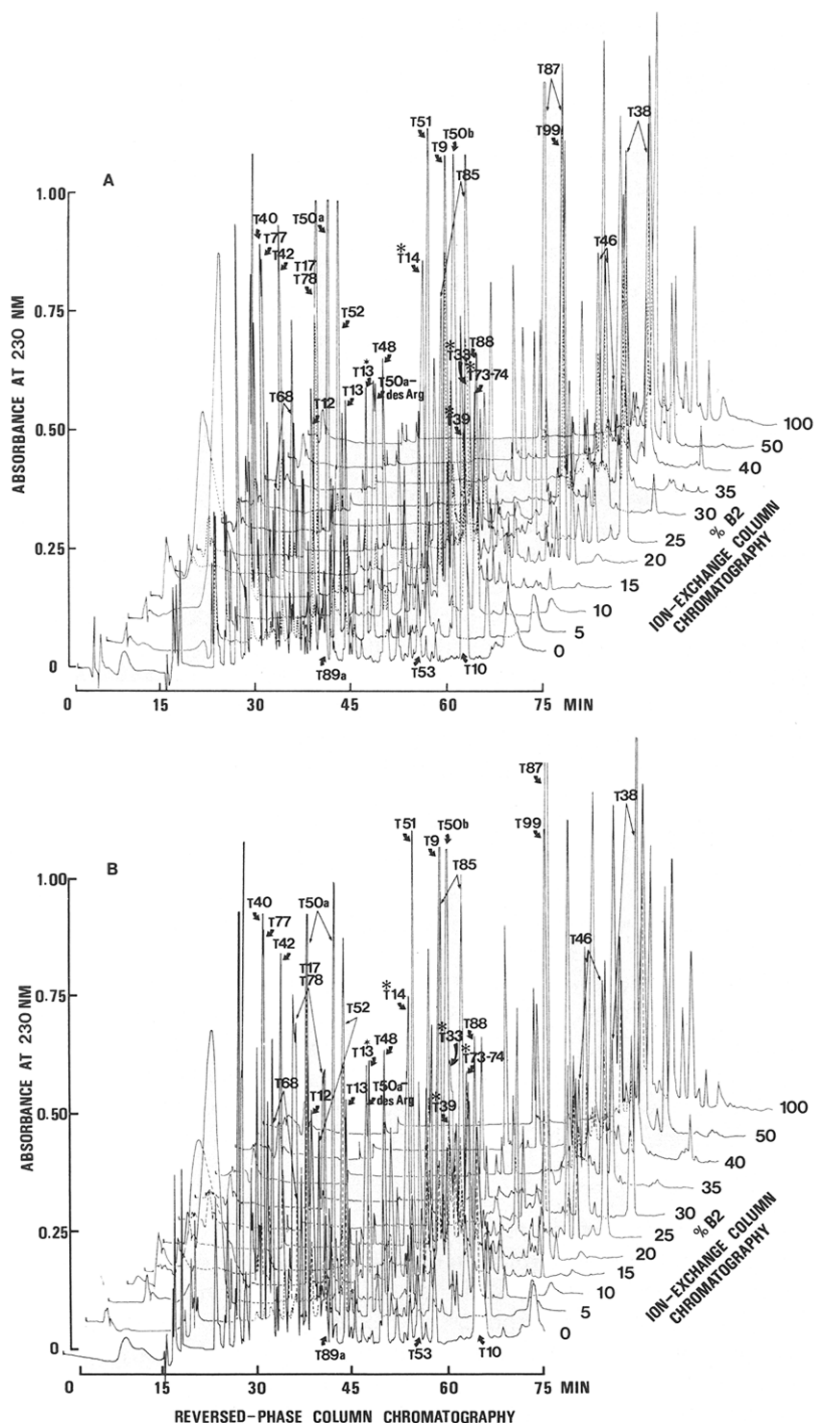 A
ABSORBANCE AT 230 NM
1.00
0.75
0.50
0.25
0
T87
T38
T99
T51
T9
T50b
T85
T40
T77
T42
T50a
T17
T78
*
T14
T46
T52
T48
T13*
T13
T50a-
des Arg
T68
T12
*
T33
T88
*
T73-74
*
T39
100
50
40
35
30
25
20
15
10
5
0
% B2
ION-EXCHANGE COLUMN
CHROMATOGRAPHY
T89a
T53
T10
0 15 30 45 60 75 MIN
B
ABSORBANCE AT 230 NM
1.00
0.75
0.50
0.25
0
T87
T38
T99
T51
T9
T50b
T85
T40
T77
T42
T50a
T17
T78
*
T14
T46
T52
T48
T13*
T13
T50a-
des Arg
T68
T12
*
T33
T88
*
T73-74
*
T39
100
50
40
35
30
25
20
15
10
5
0
% B2
ION-EXCHANGE COLUMN
CHROMATOGRAPHY
T89a
T53
T10
0 15 30 45 60 75 MIN
REVERSED-PHASE COLUMN CHROMATOGRAPHY